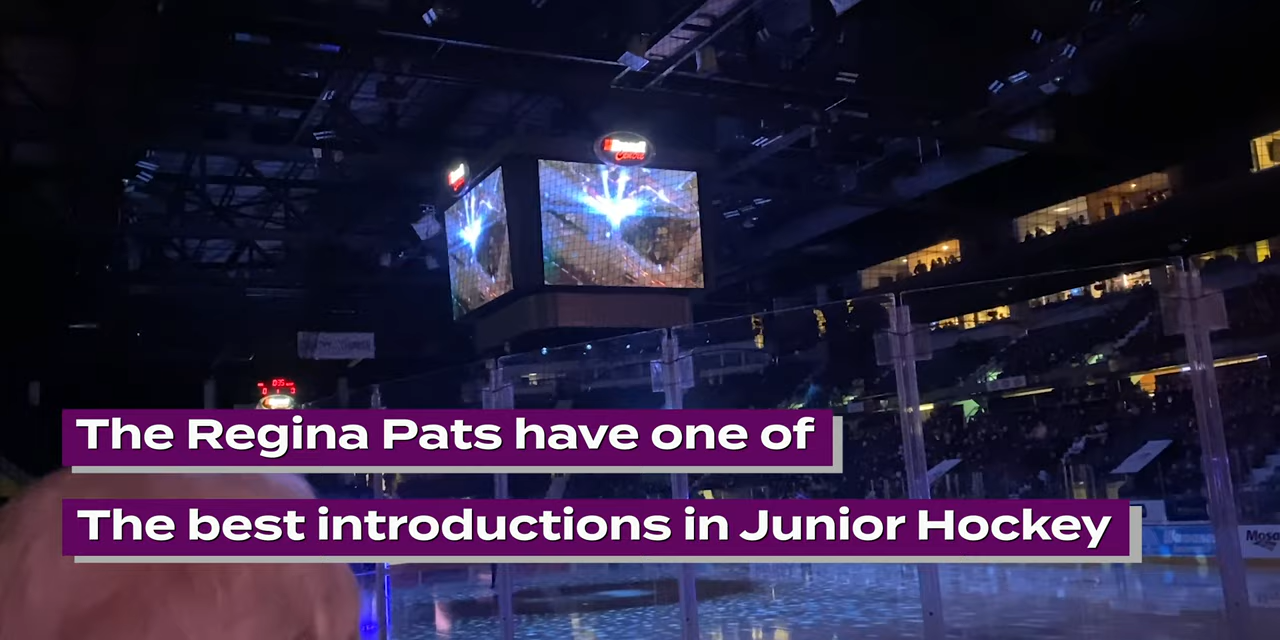 The Regina Pats have one of
The best introductions in Junior Hockey